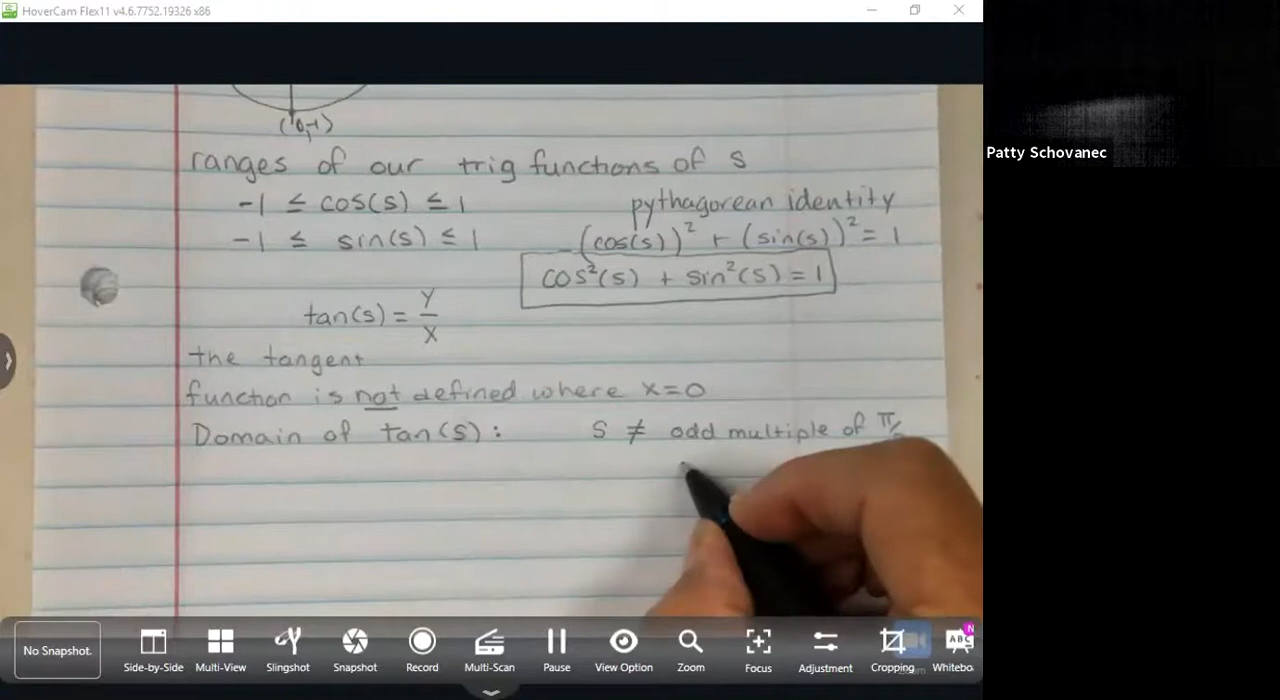 HoverCam Flex11 v4.6.7752.19326 x86
(0,-1)
ranges of our trig functions of s
-1 ≤ cos(s) ≤ 1
pythagorean identity
-1 ≤ sin(s) ≤ 1
(cos(s))² + (sin(s))² = 1
cos²(s) + sin²(s) = 1
tan(s) = Y/X
the tangent
function is not defined where x=0
Domain of tan(s): s ≠ odd multiple of π/2
Patty Schovanec
No Snapshot.
Side-by-Side
Multi-View
Slingshot
Snapshot
Record
Multi-Scan
Pause
View Option
Zoom
Focus
Adjustment
Cropping
Whitebo
N
ABC
Zoom